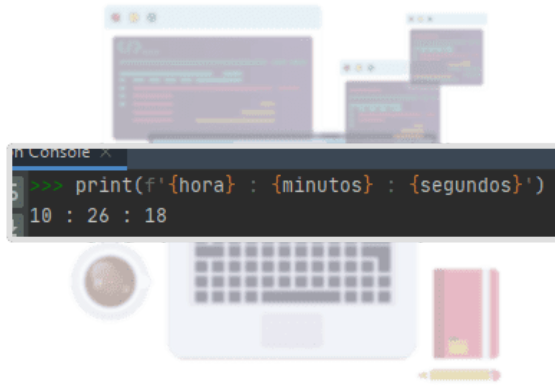 Console
>>> print(f'{hora} : {minutos} : {segundos}')
10 : 26 : 18